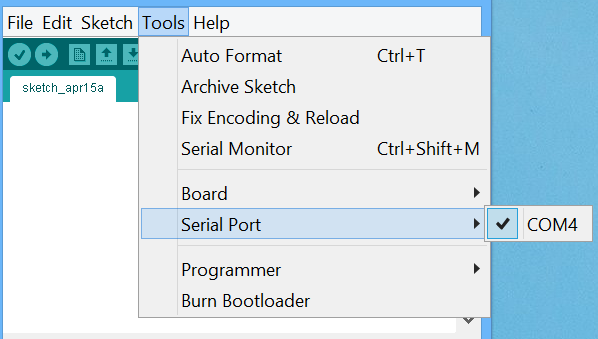 File Edit Sketch Tools Help
sketch_apr15a
Auto Format Ctrl+T
Archive Sketch
Fix Encoding & Reload
Serial Monitor Ctrl+Shift+M
Board
Serial Port
COM4
Programmer
Burn Bootloader